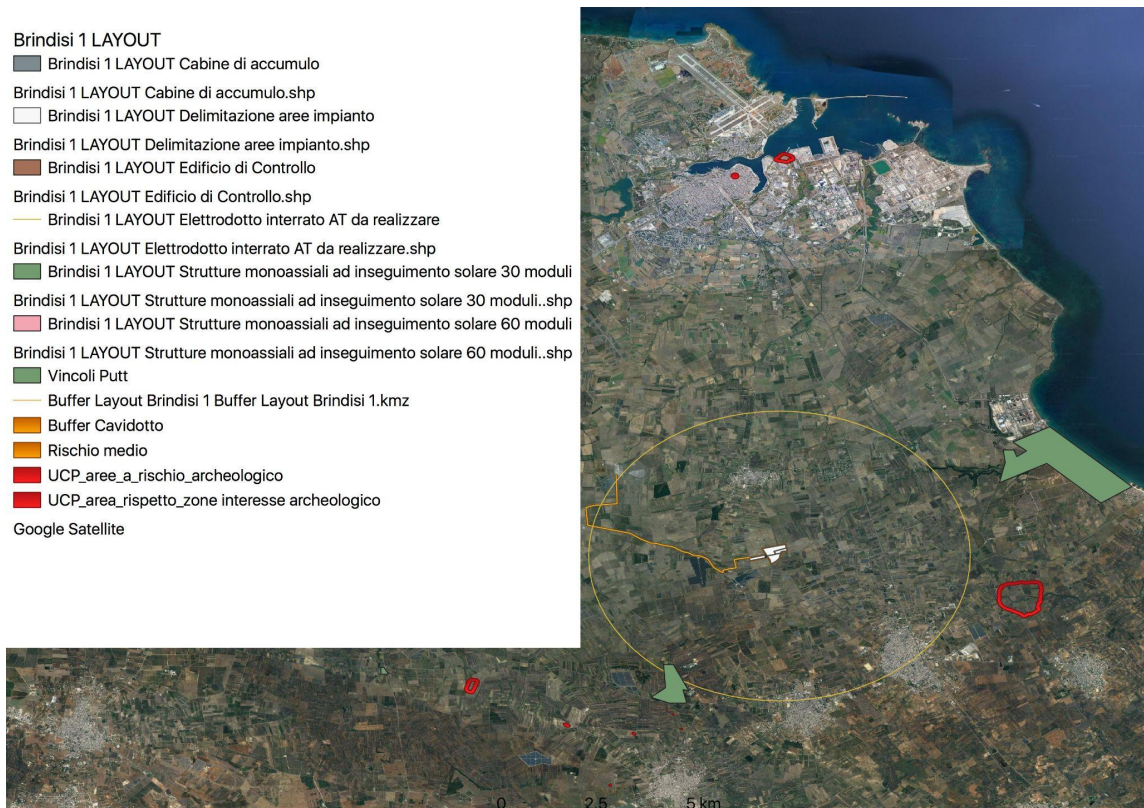 Brindisi 1 LAYOUT
Brindisi 1 LAYOUT Cabine di accumulo
Brindisi 1 LAYOUT Cabine di accumulo.shp
Brindisi 1 LAYOUT Delimitazione aree impianto
Brindisi 1 LAYOUT Delimitazione aree impianto.shp
Brindisi 1 LAYOUT Edificio di Controllo
Brindisi 1 LAYOUT Edificio di Controllo.shp
Brindisi 1 LAYOUT Elettrodotto interrato AT da realizzare
Brindisi 1 LAYOUT Elettrodotto interrato AT da realizzare.shp
Brindisi 1 LAYOUT Strutture monoassiali ad inseguimento solare 30 moduli
Brindisi 1 LAYOUT Strutture monoassiali ad inseguimento solare 30 moduli..shp
Brindisi 1 LAYOUT Strutture monoassiali ad inseguimento solare 60 moduli
Brindisi 1 LAYOUT Strutture monoassiali ad inseguimento solare 60 moduli..shp
Vincoli Putt
Buffer Layout Brindisi 1 Buffer Layout Brindisi 1.kmz
Buffer Cavidotto
Rischio medio
UCP_aree_a_rischio_archeologico
UCP_area_rispetto_zone interesse archeologico
Google Satellite
0 2.5 5 km